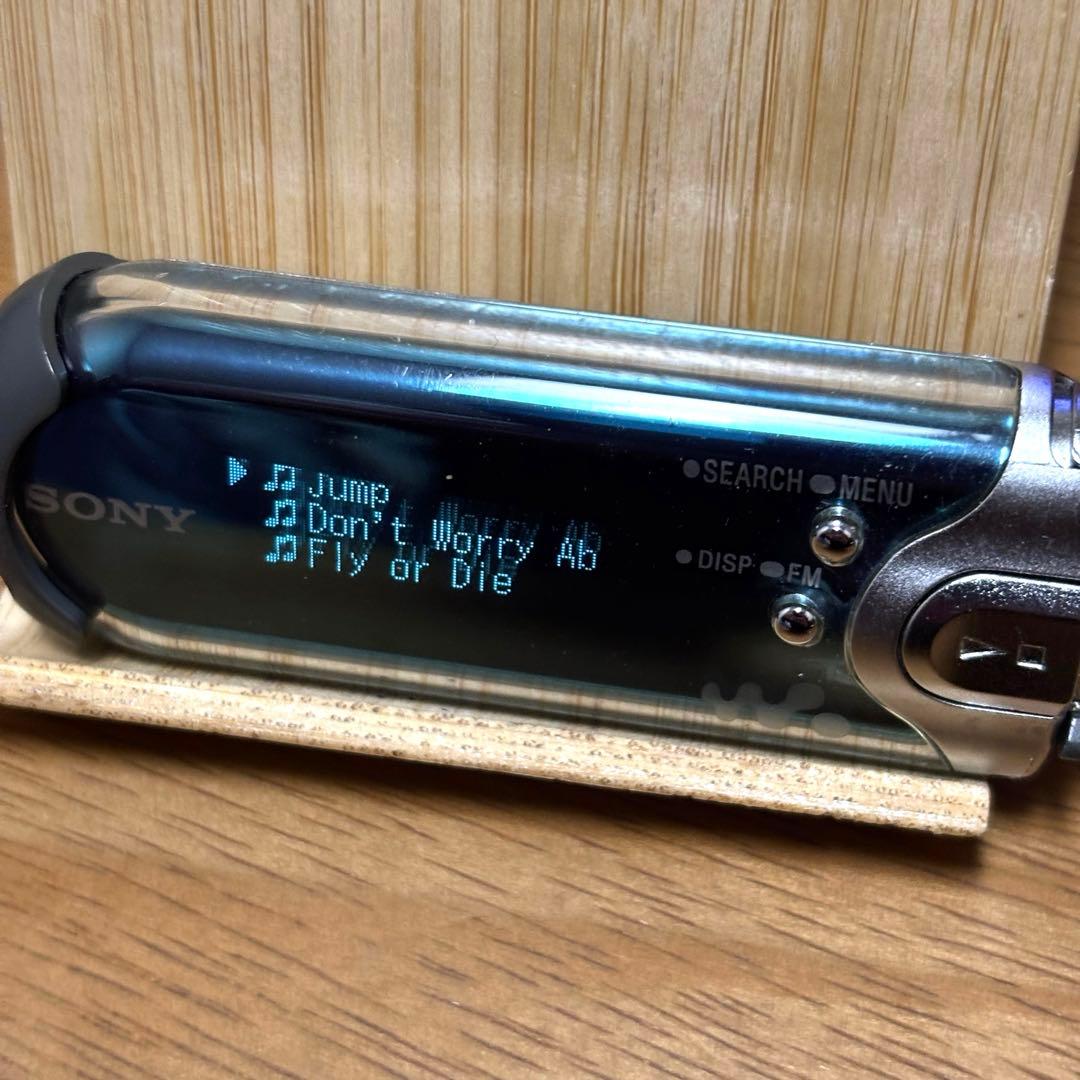 SONY
♫Jump
♫Don't Worry Ab
♫Fly or Die
●SEARCH ●MENU
●DISP ●FM